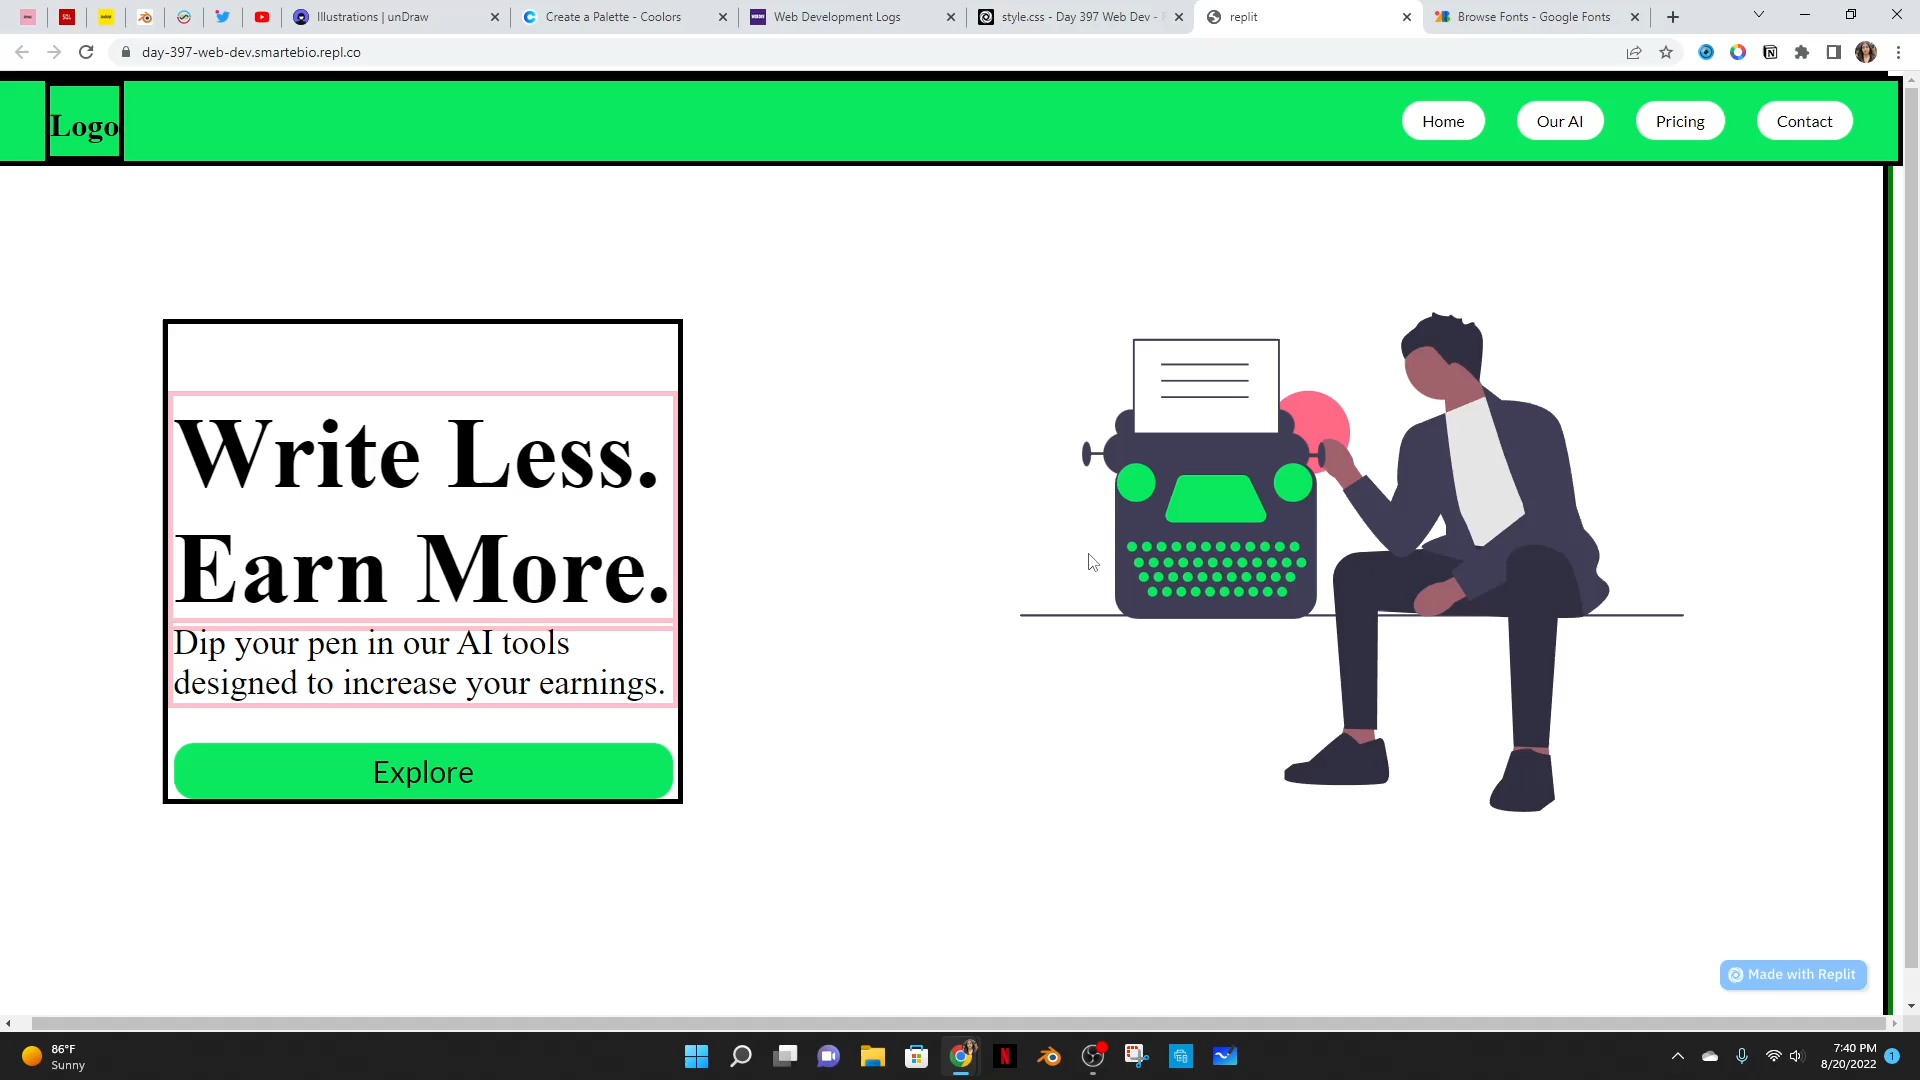 SQL
Illustrations | unDraw
Create a Palette - Coolors
Web Development Logs
style.css - Day 397 Web Dev -
replit
Browse Fonts - Google Fonts
day-397-web-dev.smartebio.repl.co
Logo
Home
Our AI
Pricing
Contact
Write Less.
Earn More.
Dip your pen in our AI tools
designed to increase your earnings.
Explore
Made with Replit
86°F
Sunny
7:40 PM
8/20/2022
1